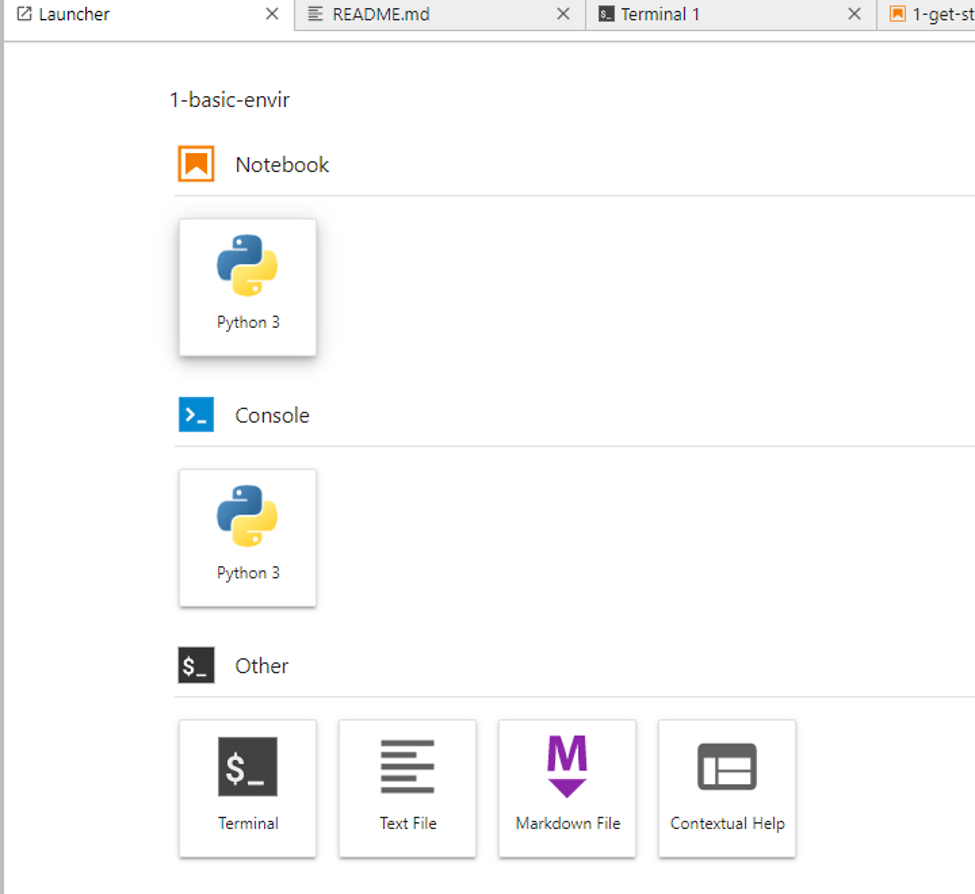 Launcher
README.md
Terminal 1
1-get-st
1-basic-envir
Notebook
Python 3
Console
Python 3
$_ Other
$_
Terminal
Text File
M
Markdown File
Contextual Help